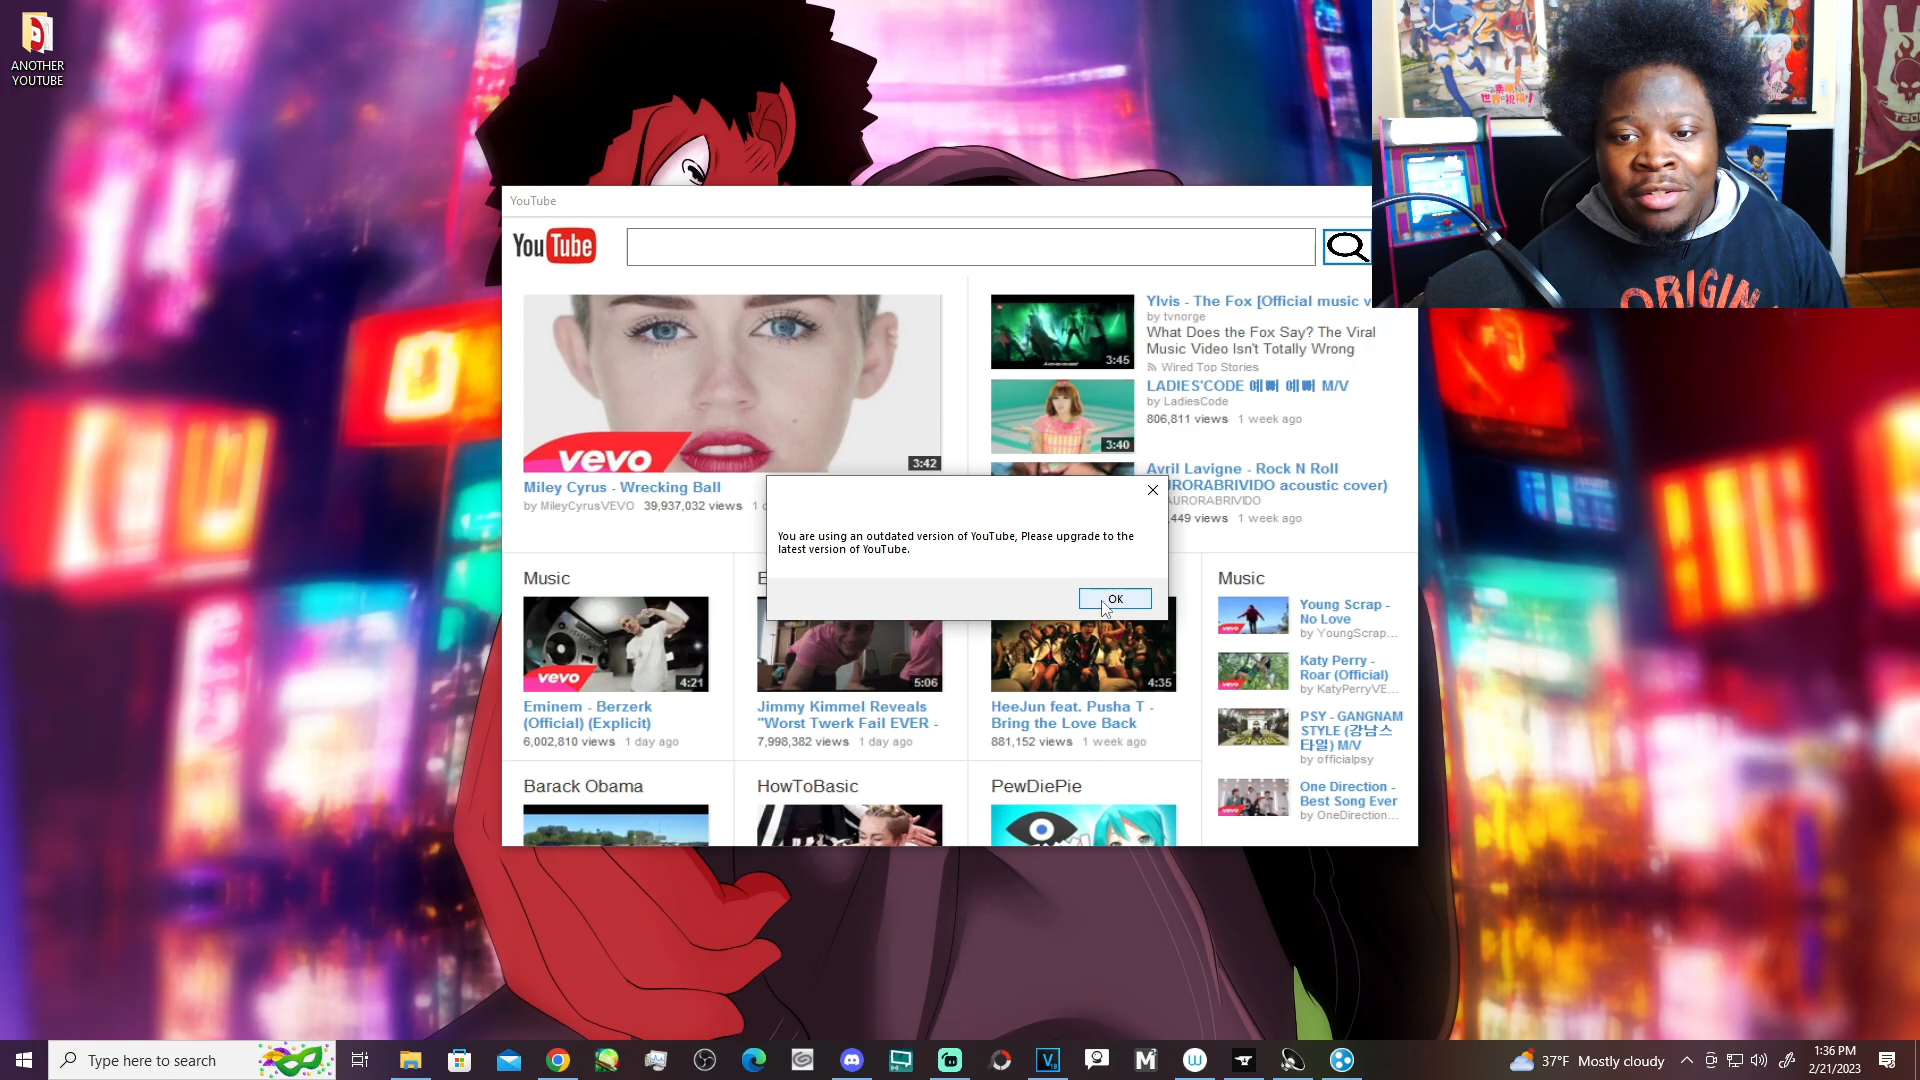 ANOTHER
YOUTUBE
YouTube
YouTube
Ylvis - The Fox [Official music v
by tvnorge
What Does the Fox Say? The Viral
Music Video Isn't Totally Wrong
Wired Top Stories
3:45
LADIES'CODE 예뻐 예뻐 M/V
by LadiesCode
806,811 views 1 week ago
3:40
Avril Lavigne - Rock N Roll
URORABRIVIDO acoustic cover)
AURORABRIVIDO
,449 views 1 week ago
vevo
3:42
Miley Cyrus - Wrecking Ball
by MileyCyrusVEVO 39,937,032 views 1 d
You are using an outdated version of YouTube, Please upgrade to the
latest version of YouTube.
OK
Music
E
Music
vevo
4:21
Eminem - Berzerk
(Official) (Explicit)
6,002,810 views 1 day ago
5:06
Jimmy Kimmel Reveals
"Worst Twerk Fail EVER -
7,998,382 views 1 day ago
4:35
HeeJun feat. Pusha T -
Bring the Love Back
881,152 views 1 week ago
Young Scrap -
No Love
by YoungScrap...
Katy Perry -
Roar (Official)
by KatyPerryVE...
PSY - GANGNAM
STYLE (강남스
타일) M/V
by officialpsy
One Direction -
Best Song Ever
by OneDirection...
Barack Obama
HowToBasic
PewDiePie
ORIGIN
Type here to search
37°F Mostly cloudy
1:36 PM
2/21/2023